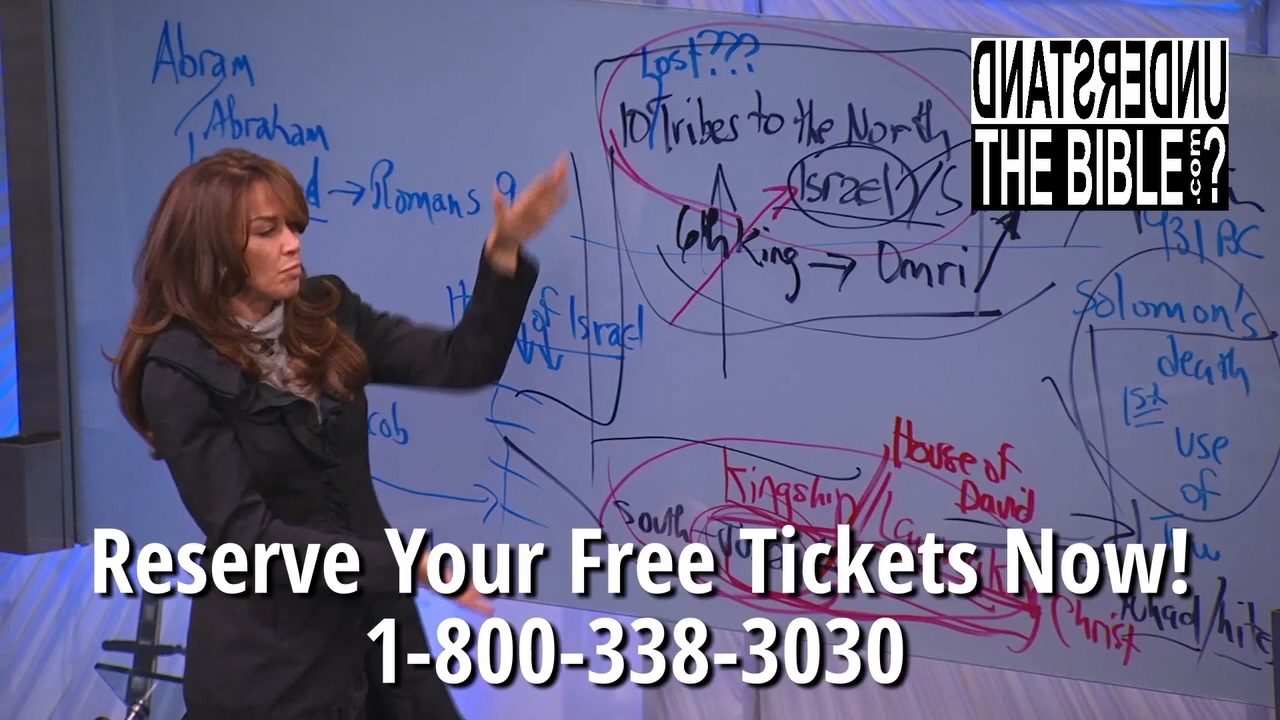 Abram
Abraham
→ Romans 9
Lost???
10 Tribes to the North
Israel / S
6th King → Omri
UNDERSTAND
THE BIBLE.com?
931 BC
Solomon's
death
1st
use
of
of Israel
cob
House of
David
Kingship
South
Christ
Reserve Your Free Tickets Now!
1-800-338-3030